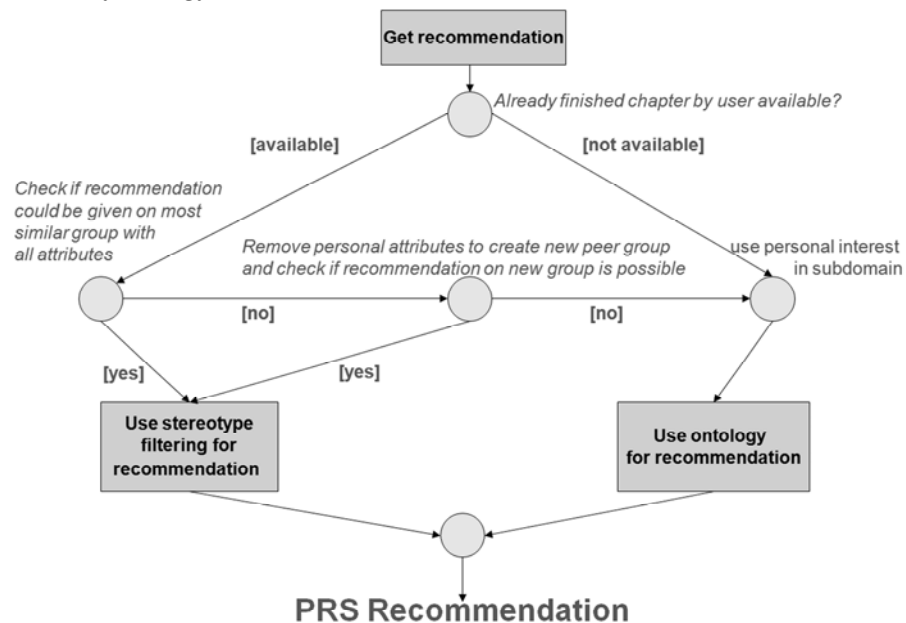 Get recommendation
Already finished chapter by user available?
[available]
[not available]
Check if recommendation
could be given on most
similar group with
all attributes
Remove personal attributes to create new peer group
and check if recommendation on new group is possible
use personal interest
in subdomain
[no]
[no]
[yes]
[yes]
Use stereotype
filtering for
recommendation
Use ontology
for recommendation
PRS Recommendation